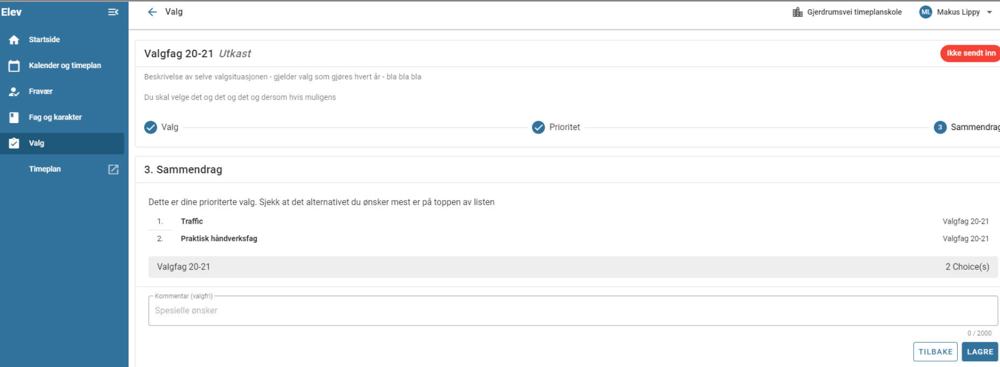 Elev
Valg
Gjerdrumsvei timeplanskole
ML
Makus Lippy
Startside
Kalender og timeplan
Fravær
Fag og karakter
Valg
Timeplan
Valgfag 20-21 Utkast
Ikke sendt inn
Beskrivelse av selve valgsituasjonen - gjelder valg som gjøres hvert år - bla bla bla
Du skal velge det og det og det og dersom hvis muligens
Valg
Prioritet
3 Sammendrag
3. Sammendrag
Dette er dine prioriterte valg. Sjekk at det alternativet du ønsker mest er på toppen av listen
1. Traffic Valgfag 20-21
2. Praktisk håndverksfag Valgfag 20-21
Valgfag 20-21 2 Choice(s)
Kommentar (valgfri)
Spesielle ønsker
0 / 2000
TILBAKE LAGRE